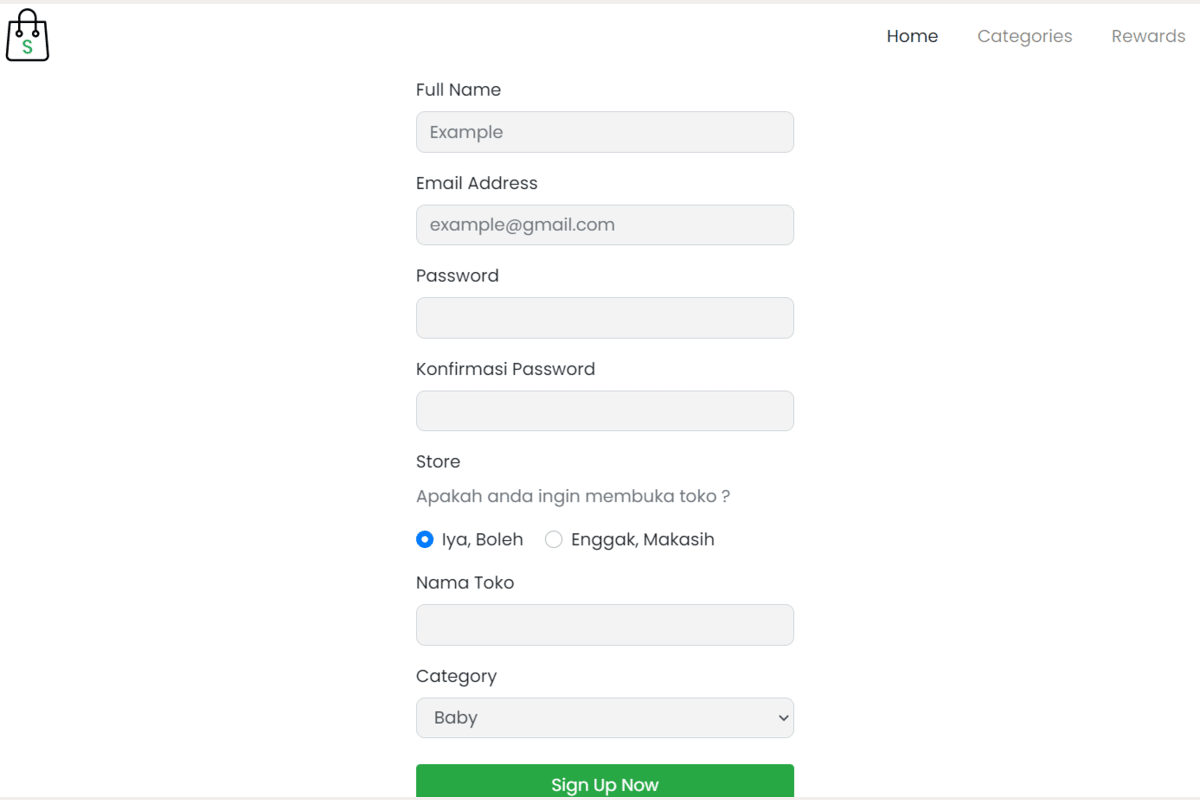 S
Home Categories Rewards
Full Name
Example
Email Address
example@gmail.com
Password
Konfirmasi Password
Store
Apakah anda ingin membuka toko ?
Iya, Boleh Enggak, Makasih
Nama Toko
Category
Baby
Sign Up Now